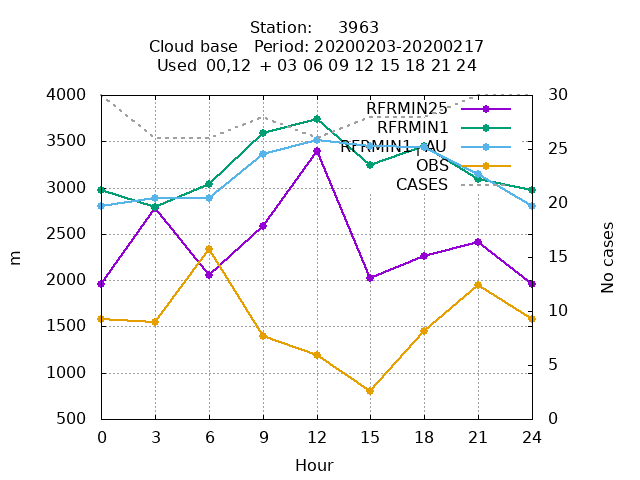 Station:     3963
Cloud base   Period: 20200203-20200217
Used  00,12  + 03 06 09 12 15 18 21 24
4000
3500
3000
2500
2000
1500
1000
500
30
25
20
15
10
5
0
RFRMIN25
RFRMIN1
RFRMIN1_AU
OBS
CASES
m
No cases
0 3 6 9 12 15 18 21 24
Hour